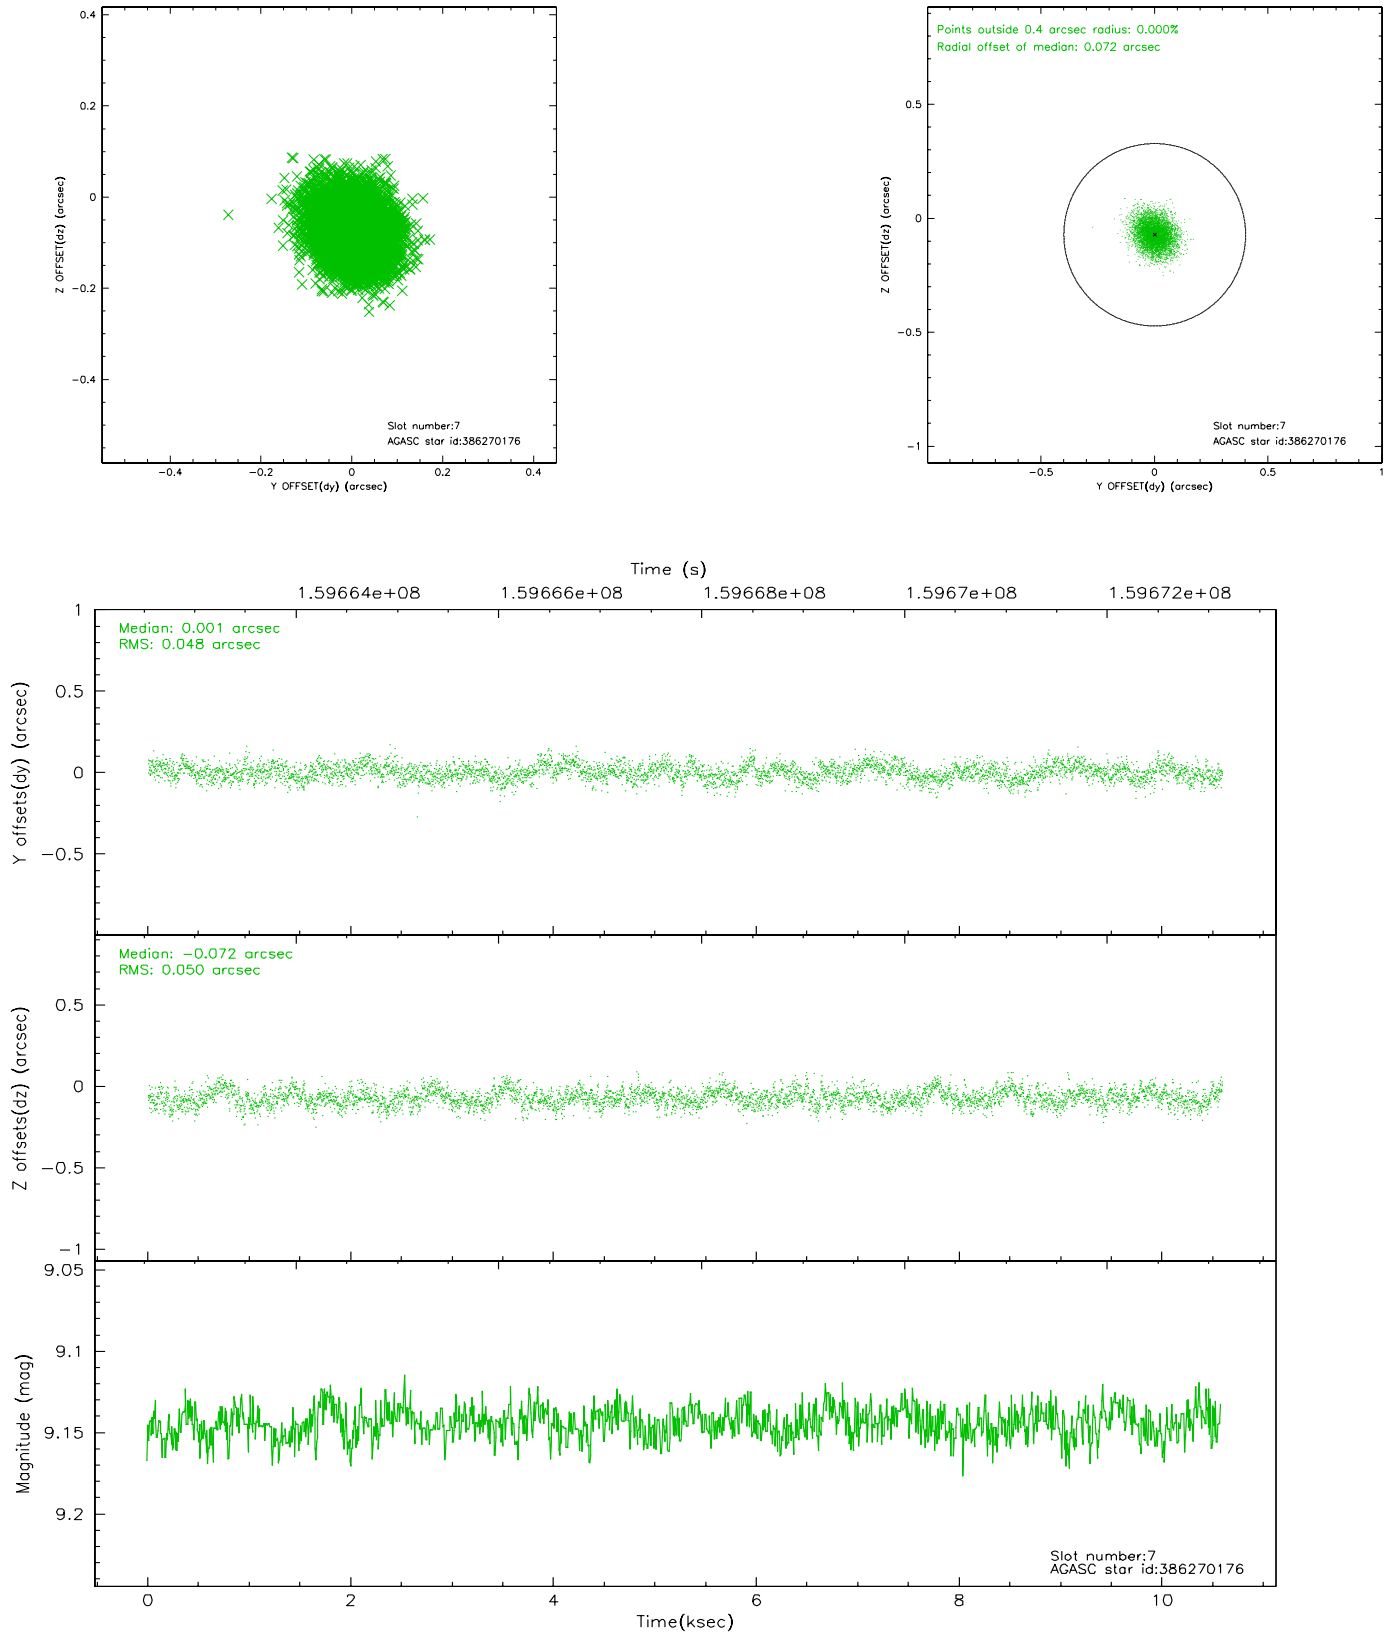 0.4
0.2
0
−0.2
−0.4
Z OFFSET(dz) (arcsec)
Slot number:7
AGASC star id:386270176
−0.4 −0.2 0 0.2 0.4
Y OFFSET(dy) (arcsec)
Points outside 0.4 arcsec radius: 0.000%
Radial offset of median: 0.072 arcsec
0.5
0
−0.5
−1
Z OFFSET(dz) (arcsec)
Slot number:7
AGASC star id:386270176
−0.5 0 0.5 1
Y OFFSET(dy) (arcsec)
Time (s)
1.59664e+08 1.59666e+08 1.59668e+08 1.5967e+08 1.59672e+08
Median: 0.001 arcsec
RMS: 0.048 arcsec
1
0.5
0
−0.5
Y offsets(dy) (arcsec)
Median: −0.072 arcsec
RMS: 0.050 arcsec
0.5
0
−0.5
−1
Z offsets(dz) (arcsec)
9.05
9.1
9.15
9.2
Magnitude (mag)
Slot number:7
AGASC star id:386270176
0 2 4 6 8 10
Time(ksec)